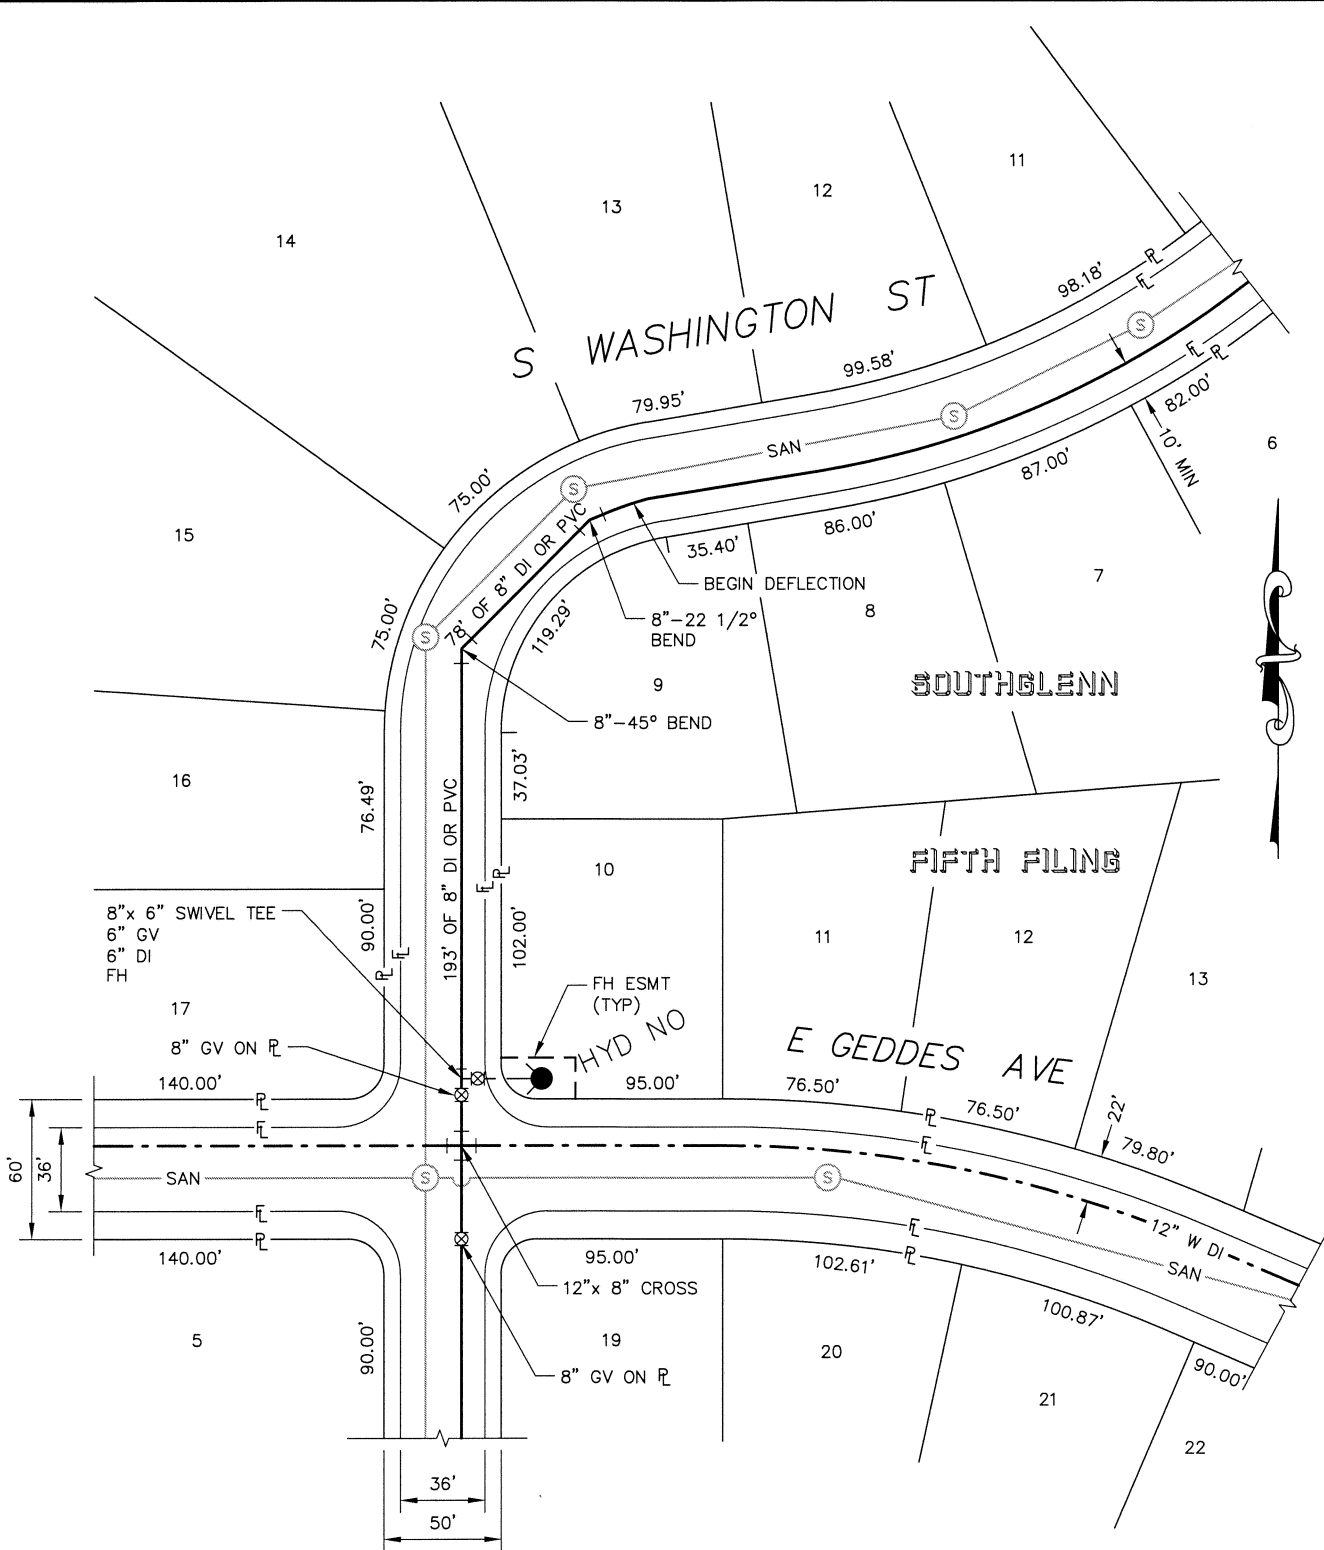 11
12
13
14
98.18'
℄
S WASHINGTON ST
S
99.58'
79.95'
82.00'
10' MIN
6
SAN
87.00'
75.00'
86.00'
15
78' OF 8" DI OR PVC
35.40'
BEGIN DEFLECTION
7
8
8"-22 1/2°
BEND
119.29'
75.00'
S
S
S
9
SOUTHGLENN
8"-45° BEND
16
76.49'
193' OF 8" DI OR PVC
37.03'
FIFTH FILING
10
8"x 6" SWIVEL TEE
6" GV
6" DI
FH
90.00'
102.00'
11
12
13
17
FH ESMT
(TYP)
HYD NO
E GEDDES AVE
8" GV ON PL
140.00'
95.00'
76.50'
76.50'
22'
79.80'
60'
36'
SAN
S
S
12" W DI
SAN
140.00'
95.00'
102.61'
12"x 8" CROSS
100.87'
5
90.00'
19
20
8" GV ON PL
90.00'
21
22
36'
50'